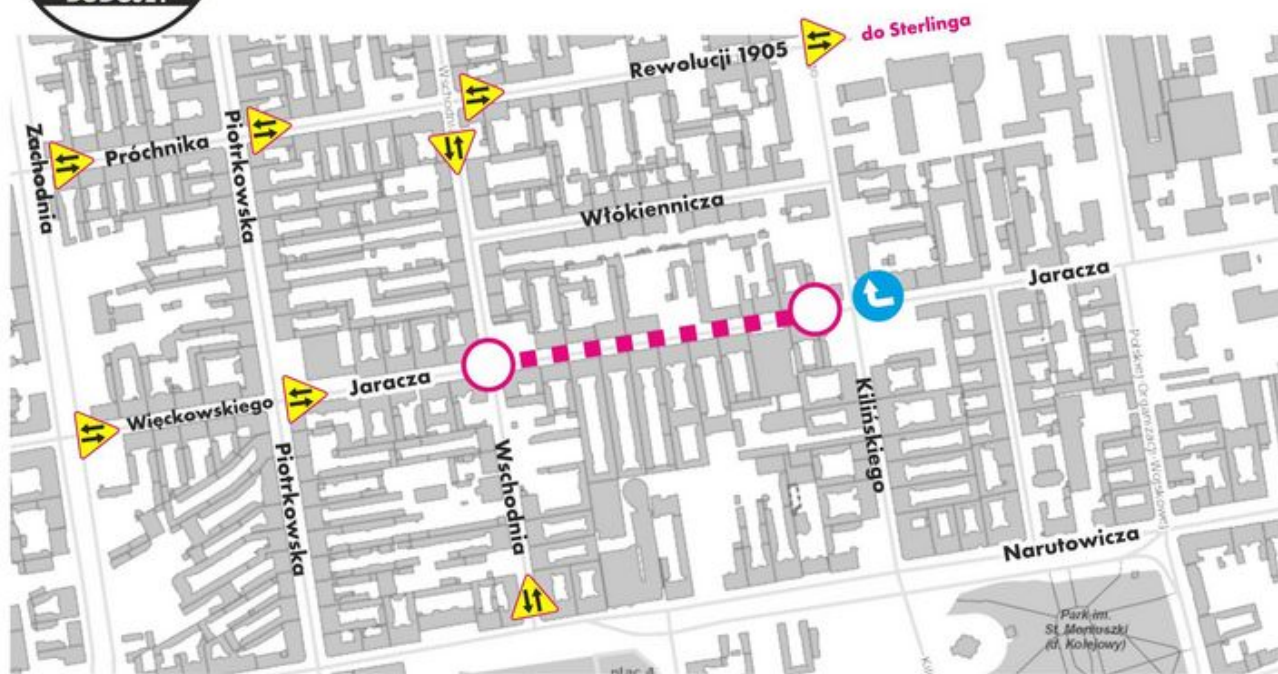 do Sterlinga
Rewolucji 1905
Próchnika
Piotrkowska
Zachodnia
Włókiennicza
Jaracza
Jaracza
Więckowskiego
Kilińskiego
Piotrkowska
Wschodnia
Narutowicza
Park im.
St. Moniuszki
(d. Kolejowy)